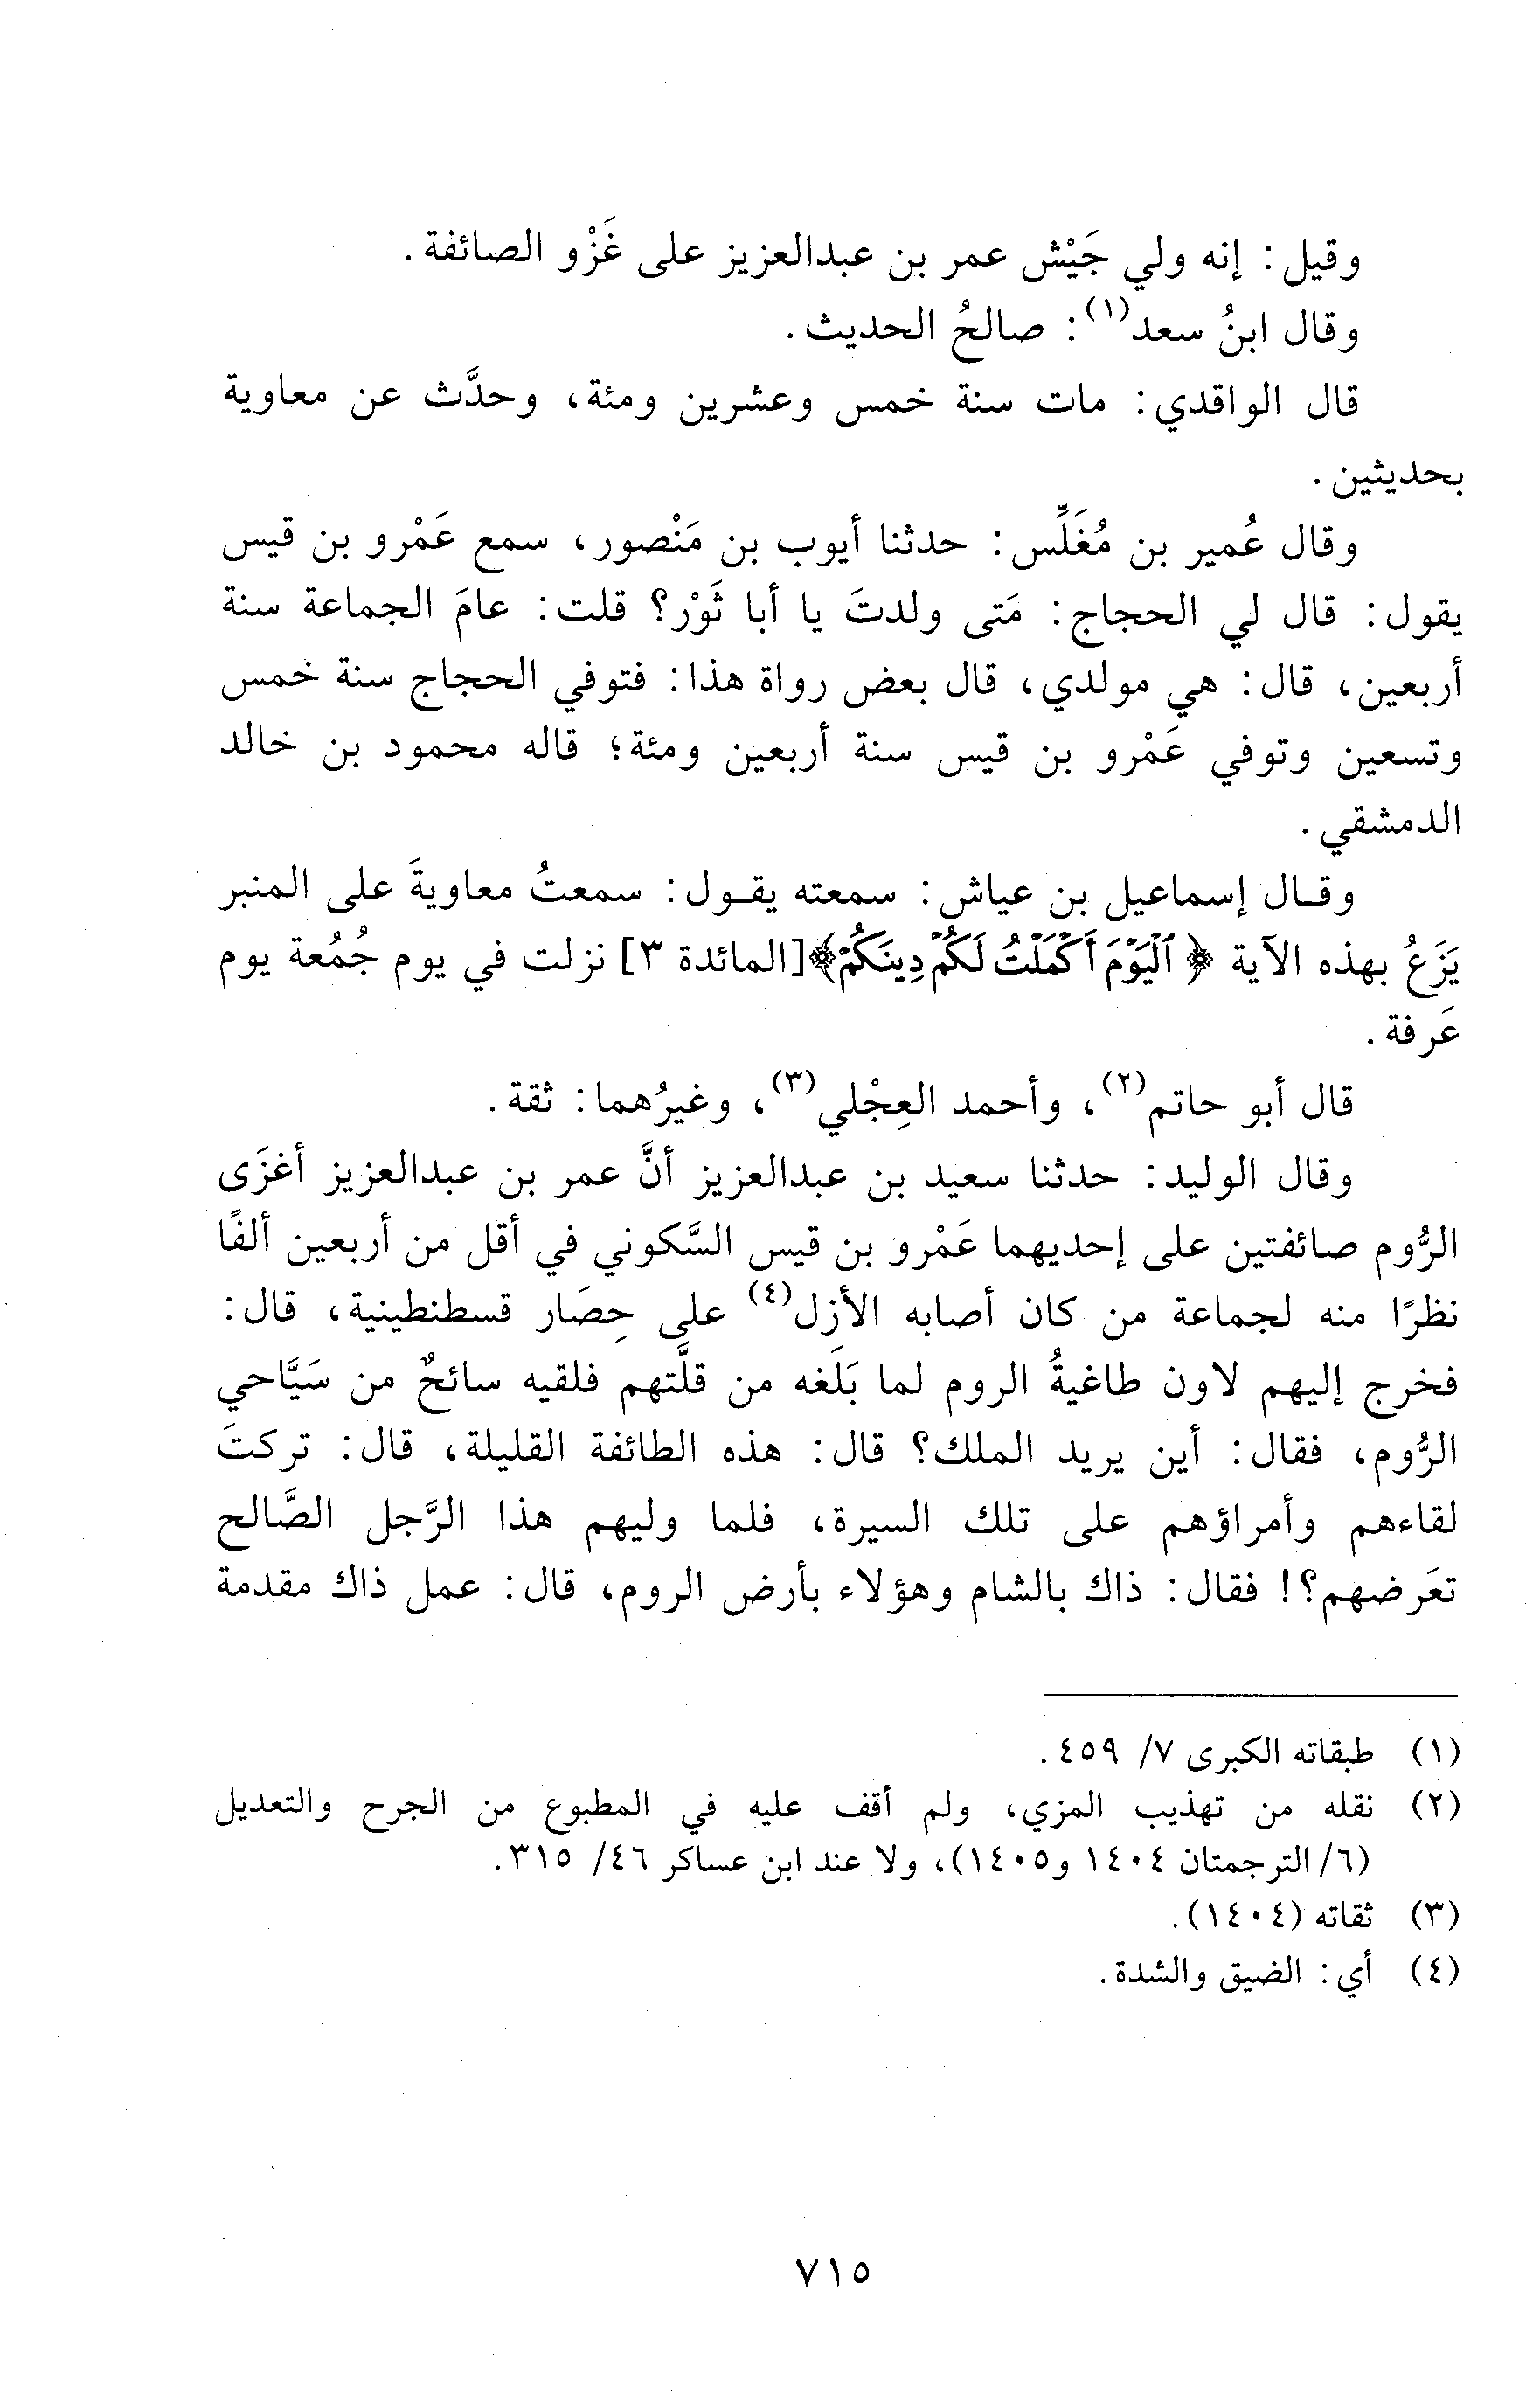 وقيل: إنه ولي جَيْش عمر بن عبدالعزيز على غَزْو الصائفة.
وقال ابنُ سعد(١): صالحُ الحديث.
قال الواقدي: مات سنة خمس وعشرين ومئة، وحدَّث عن معاوية
بحديثين.
وقال عُمير بن مُغَلِّس: حدثنا أيوب بن مَنْصور، سمع عَمْرو بن قيس
يقول: قال لي الحجاج: مَتى ولدتَ يا أبا ثَوْر؟ قلت: عامَ الجماعة سنة
أربعين، قال: هي مولدي، قال بعض رواة هذا: فتوفي الحجاج سنة خمس
وتسعين وتوفي عَمْرو بن قيس سنة أربعين ومئة؛ قاله محمود بن خالد
الدمشقي.
وقـال إسماعيل بن عياش: سمعته يقـول: سمعتُ معاويةَ على المنبر
يَزَعُ بهذه الآية ﴿ٱلْيَوْمَ أَكْمَلْتُ لَكُمْ دِينَكُمْ﴾[المائدة ٣] نزلت في يوم جُمُعة يوم
عَرفة.
قال أبو حاتم(٢)، وأحمد العِجْلي(٣)، وغيرُهما: ثقة.
وقال الوليد: حدثنا سعيد بن عبدالعزيز أنَّ عمر بن عبدالعزيز أغزَى
الرُّوم صائفتين على إحديهما عَمْرو بن قيس السَّكوني في أقل من أربعين ألفًا
نظرًا منه لجماعة من كان أصابه الأزل(٤) على حِصَار قسطنطينية، قال:
فخرج إليهم لاون طاغيةُ الروم لما بَلَغه من قلَّتهم فلقيه سائحٌ من سَيَّاحي
الرُّوم، فقال: أين يريد الملك؟ قال: هذه الطائفة القليلة، قال: تركتَ
لقاءهم وأمراؤهم على تلك السيرة، فلما وليهم هذا الرَّجل الصَّالح
تعَرضهم؟! فقال: ذاك بالشام وهؤلاء بأرض الروم، قال: عمل ذاك مقدمة
(١) طبقاته الكبرى ٧/ ٤٥٩.
(٢) نقله من تهذيب المزي، ولم أقف عليه في المطبوع من الجرح والتعديل
(٦/ الترجمتان ١٤٠٤ و١٤٠٥)، ولا عند ابن عساكر ٤٦/ ٣١٥.
(٣) ثقاته (١٤٠٤).
(٤) أي: الضيق والشدة.
٧١٥